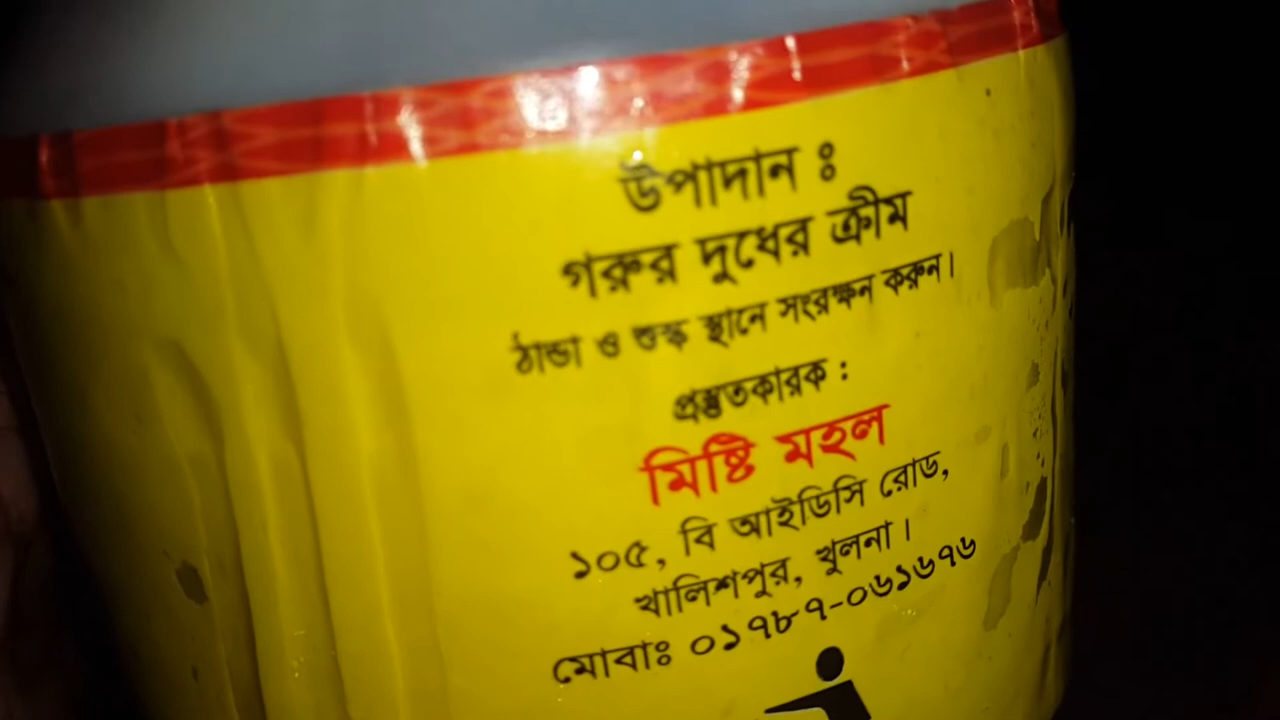 উপাদান ঃ
গরুর দুধের ক্রীম
ঠান্ডা ও শুস্ক স্থানে সংরক্ষন করুন।
প্রস্তুতকারক :
মিষ্টি মহল
১০৫, বি আইডিসি রোড,
খালিশপুর, খুলনা।
মোবাঃ ০১৭৮৭-০৬১৬৭৬